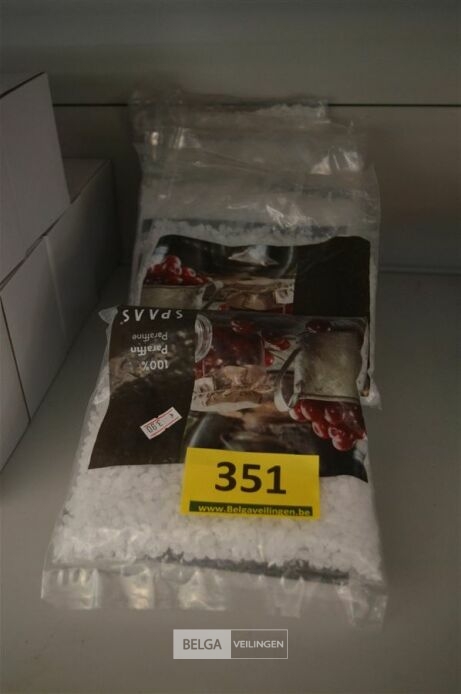 SPAAS
100%
Paraffin
Paraffine
€ 3,90
351
www.Belgaveilingen.be
BELGA VEILINGEN